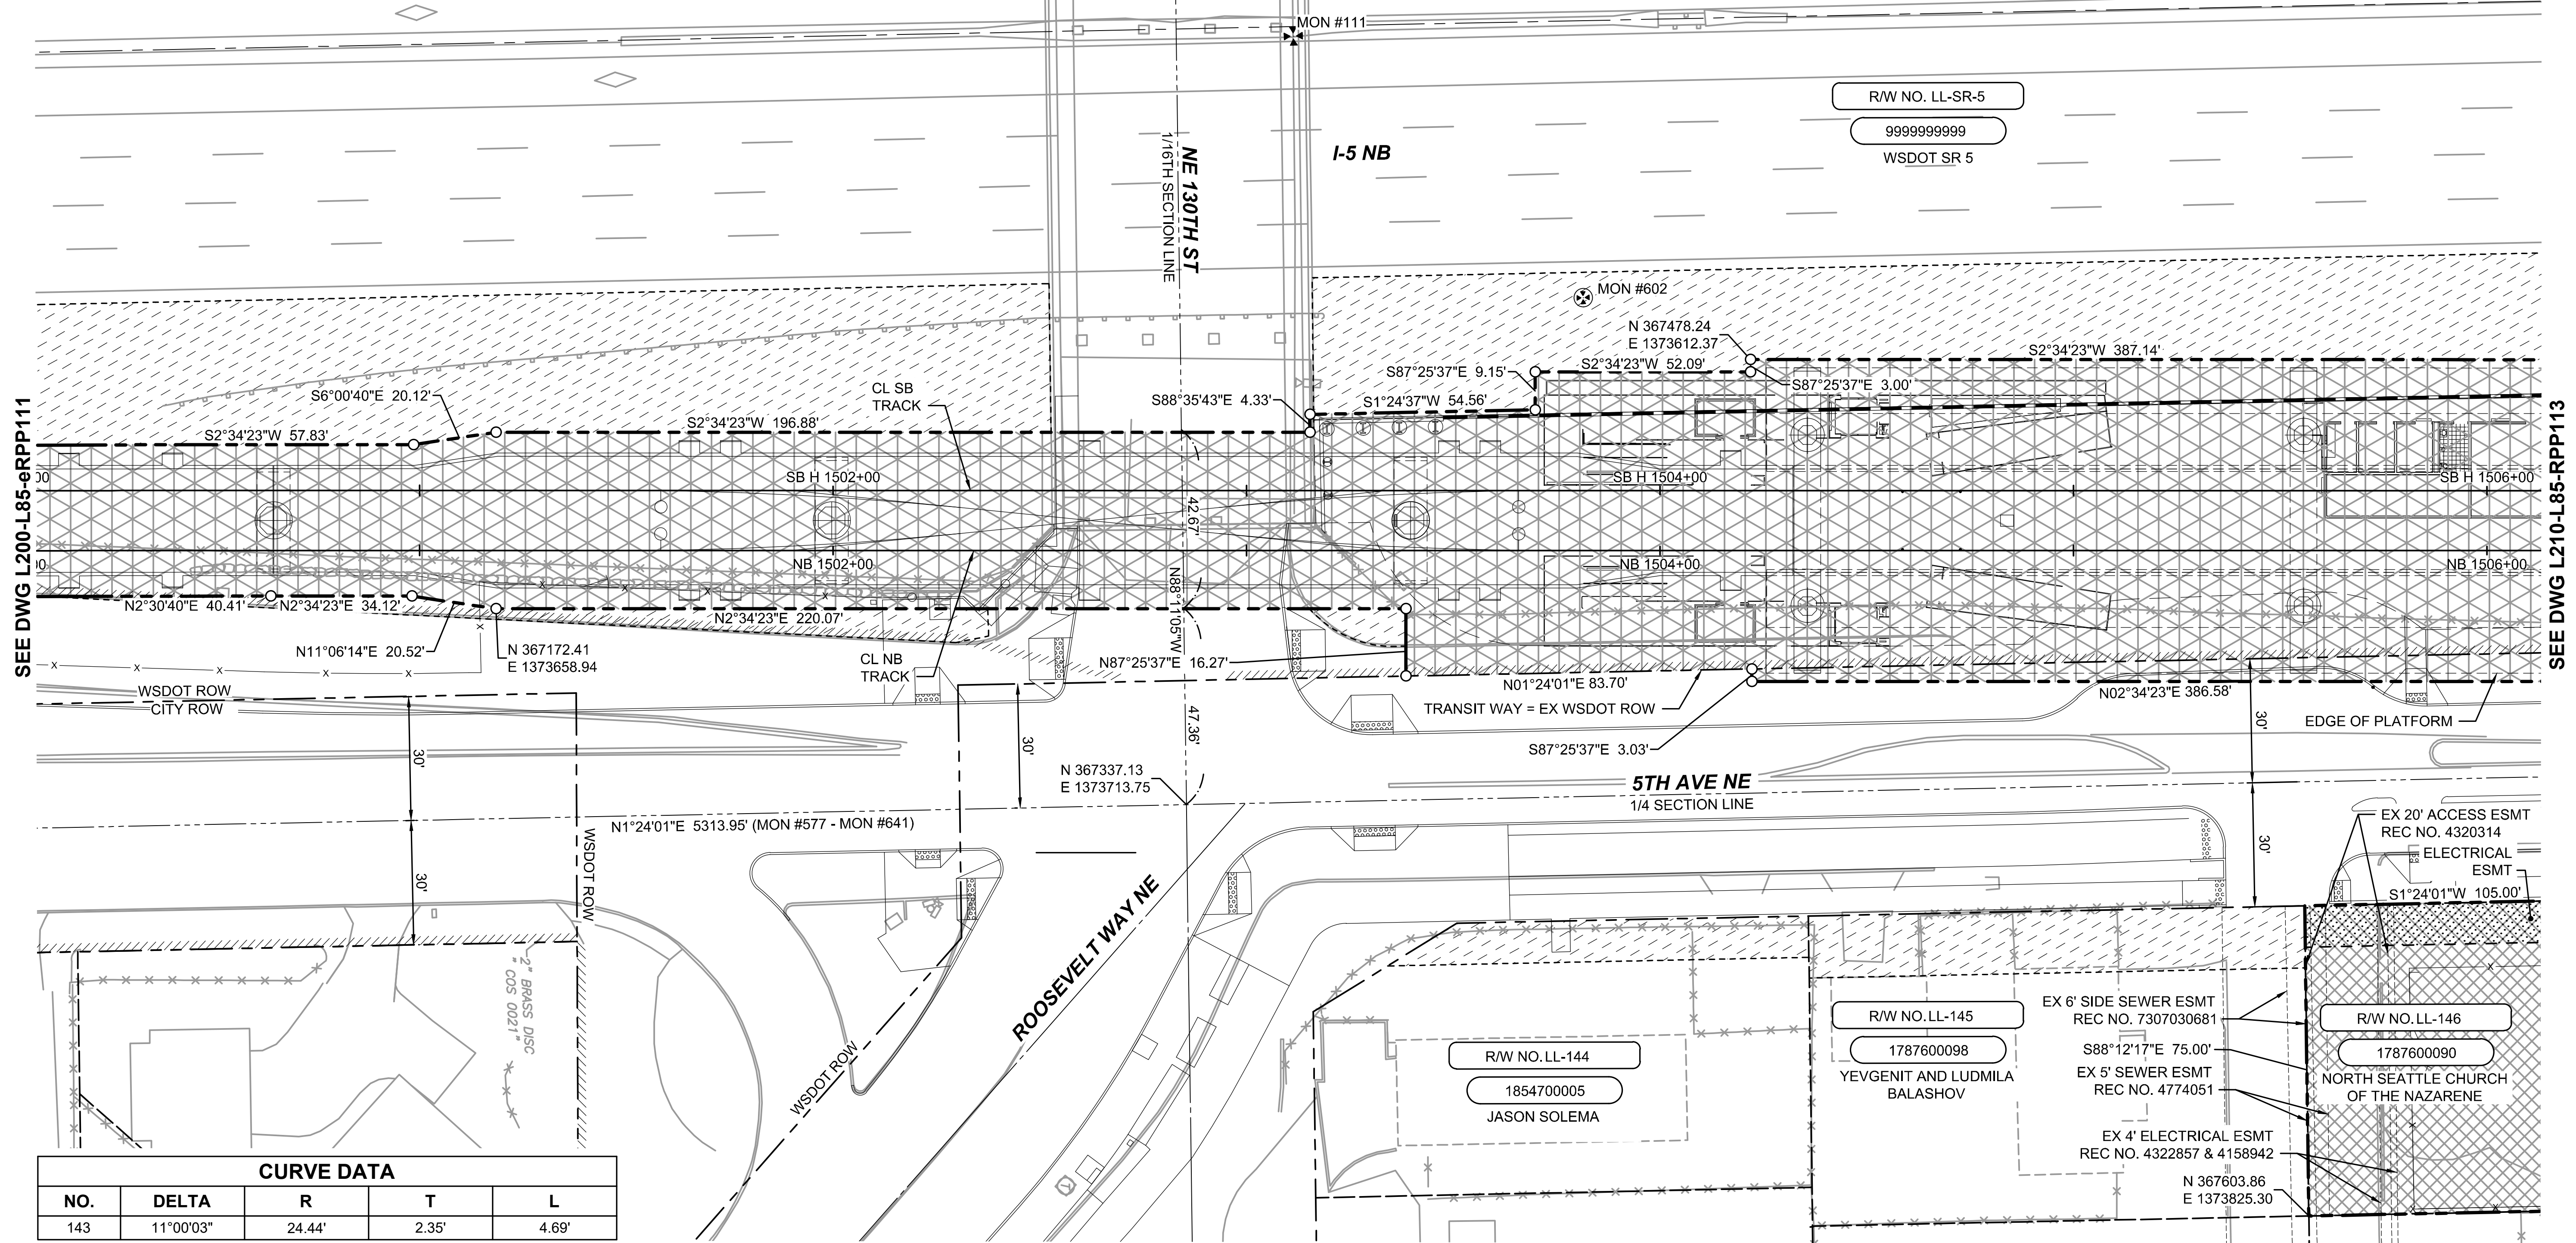 MON #111
NE 130TH ST
1/16TH SECTION LINE
I-5 NB
R/W NO. LL-SR-5
9999999999
WSDOT SR 5
MON #602
N 367478.24
E 1373612.37
S2°34'23"W 387.14'
S87°25'37"E 9.15'
S2°34'23"W 52.09'
S87°25'37"E 3.00'
S6°00'40"E 20.12'
CL SB
TRACK
S88°35'43"E 4.33'
S1°24'37"W 54.56'
S2°34'23"W 57.83'
S2°34'23"W 196.88'
SEE DWG L200-L85-eRPP111
SEE DWG L210-L85-RPP113
00
SB H 1502+00
SB H 1504+00
SB H 1506+00
42.67'
00
NB 1502+00
NB 1504+00
NB 1506+00
N88°11'05"W
N2°30'40"E 40.41'
N2°34'23"E 34.12'
N2°34'23"E 220.07'
N11°06'14"E 20.52'
N 367172.41
E 1373658.94
CL NB
TRACK
N87°25'37"E 16.27'
N01°24'01"E 83.70'
TRANSIT WAY = EX WSDOT ROW
N02°34'23"E 386.58'
EDGE OF PLATFORM
S87°25'37"E 3.03'
WSDOT ROW
CITY ROW
30'
30'
47.36'
30'
N 367337.13
E 1373713.75
5TH AVE NE
1/4 SECTION LINE
N1°24'01"E 5313.95' (MON #577 - MON #641)
WSDOT ROW
30'
30'
EX 20' ACCESS ESMT
REC NO. 4320314
ELECTRICAL
ESMT
S1°24'01"W 105.00'
ROOSEVELT WAY NE
WSDOT ROW
2" BRASS DISC
" COS 0021"
R/W NO. LL-144
1854700005
JASON SOLEMA
R/W NO. LL-145
1787600098
YEVGENIT AND LUDMILA
BALASHOV
EX 6' SIDE SEWER ESMT
REC NO. 7307030681
S88°12'17"E 75.00'
EX 5' SEWER ESMT
REC NO. 4774051
EX 4' ELECTRICAL ESMT
REC NO. 4322857 & 4158942
N 367603.86
E 1373825.30
R/W NO. LL-146
1787600090
NORTH SEATTLE CHURCH
OF THE NAZARENE
CURVE DATA
NO. DELTA R T L
143 11°00'03" 24.44' 2.35' 4.69'